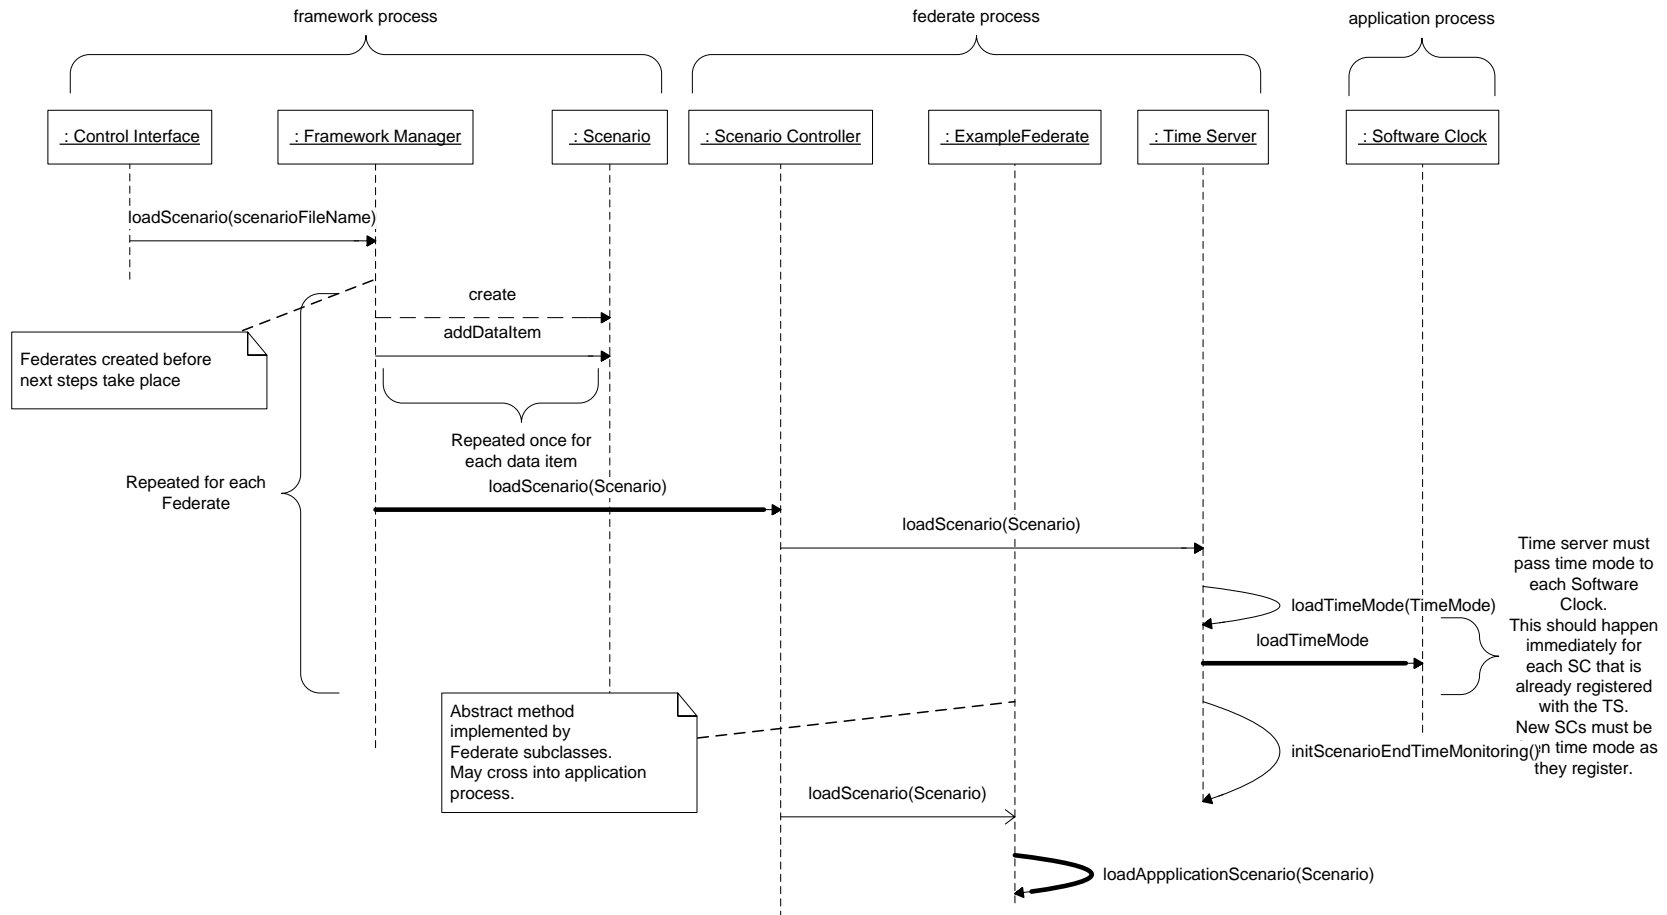 framework process
federate process
application process
: Control Interface
: Framework Manager
: Scenario
: Scenario Controller
: ExampleFederate
: Time Server
: Software Clock
loadScenario(scenarioFileName)
create
addDataItem
Federates created before
next steps take place
Repeated once for
each data item
Repeated for each
Federate
loadScenario(Scenario)
loadScenario(Scenario)
Time server must
pass time mode to
each Software
Clock.
This should happen
immediately for
each SC that is
already registered
with the TS.
New SCs must be
time mode as
they register.
loadTimeMode(TimeMode)
loadTimeMode
Abstract method
implemented by
Federate subclasses.
May cross into application
process.
initScenarioEndTimeMonitoring()
loadScenario(Scenario)
loadAppplicationScenario(Scenario)